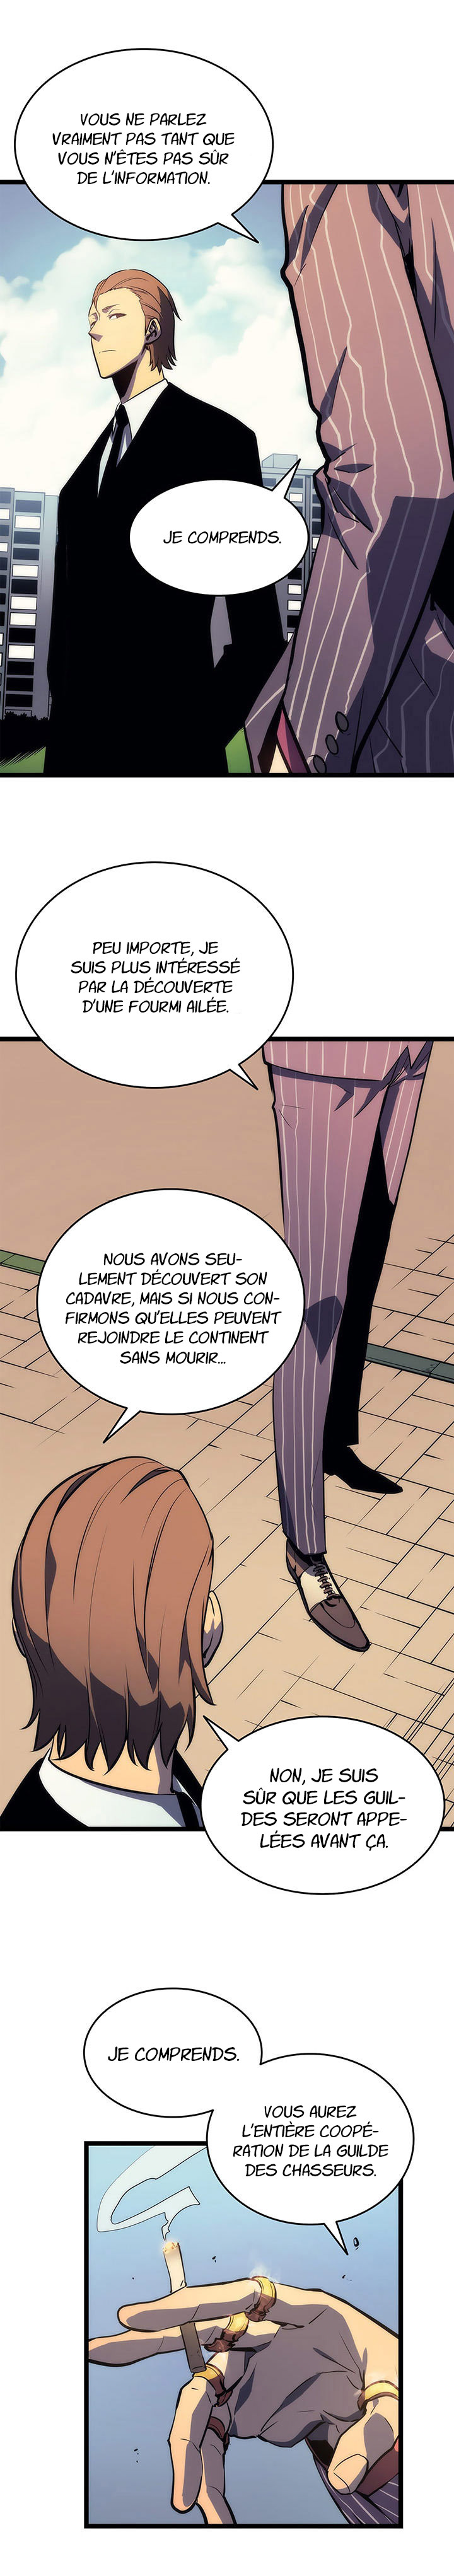 VOUS NE PARLEZ
VRAIMENT PAS TANT QUE
VOUS N'ÊTES PAS SÛR
DE L'INFORMATION.
JE COMPRENDS.
PEU IMPORTE, JE
SUIS PLUS INTÉRESSÉ
PAR LA DÉCOUVERTE
D'UNE FOURMI AILÉE.
NOUS AVONS SEU-
LEMENT DÉCOUVERT SON
CADAVRE, MAIS SI NOUS CON-
FIRMONS QU'ELLES PEUVENT
REJOINDRE LE CONTINENT
SANS MOURIR...
NON, JE SUIS
SÛR QUE LES GUIL-
DES SERONT APPE-
LÉES AVANT ÇA.
JE COMPRENDS.
VOUS AUREZ
L'ENTIÈRE COOPÉ-
RATION DE LA GUILDE
DES CHASSEURS.